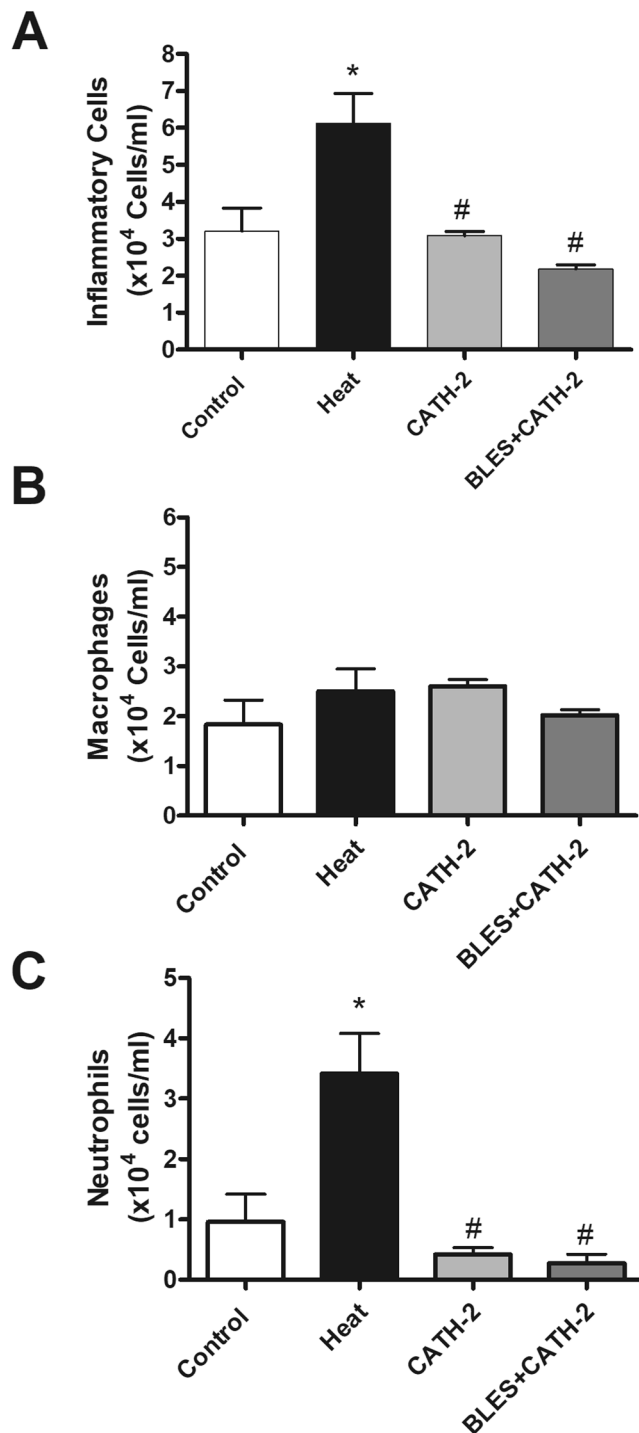 A
Inflammatory Cells
(x10⁴ Cells/ml)
8
7
6
5
4
3
2
1
0
*
#
#
Control
Heat
CATH-2
BLES+CATH-2
B
Macrophages
(x10⁴ Cells/ml)
6
5
4
3
2
1
0
Control
Heat
CATH-2
BLES+CATH-2
C
Neutrophils
(x10⁴ cells/ml)
5
4
3
2
1
0
*
#
#
Control
Heat
CATH-2
BLES+CATH-2